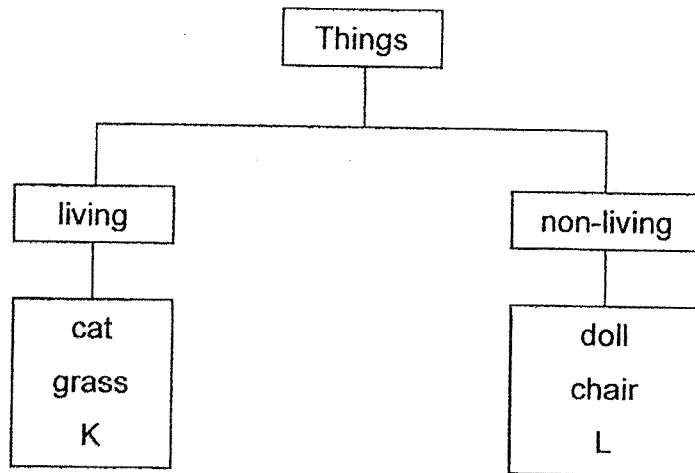 Things
living
non-living
cat
grass
K
doll
chair
L